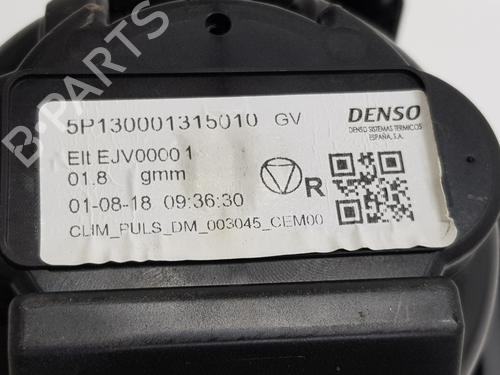 B-PARTS
5P130001315010 GV
DENSO
DENSO SISTEMAS TERMICOS
ESPAÑA, S.A.
Elt EJV00001
01.8 gmm
R
01-08-18 09:36:30
CLIM_PULS_DM_003045_CEM00